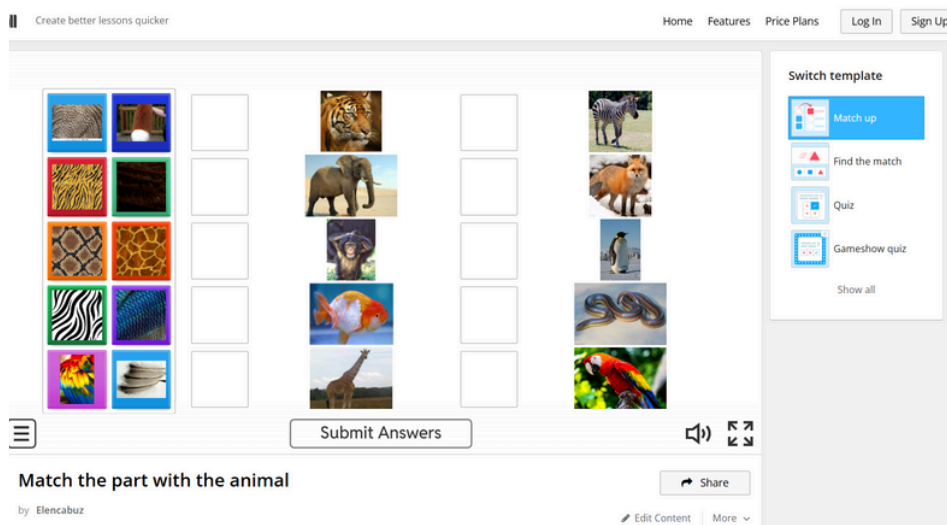 Create better lessons quicker
Home Features Price Plans Log In Sign Up
Switch template
Match up
Find the match
Quiz
Gameshow quiz
Show all
Submit Answers
Match the part with the animal
Share
by Elencabuz
Edit Content More